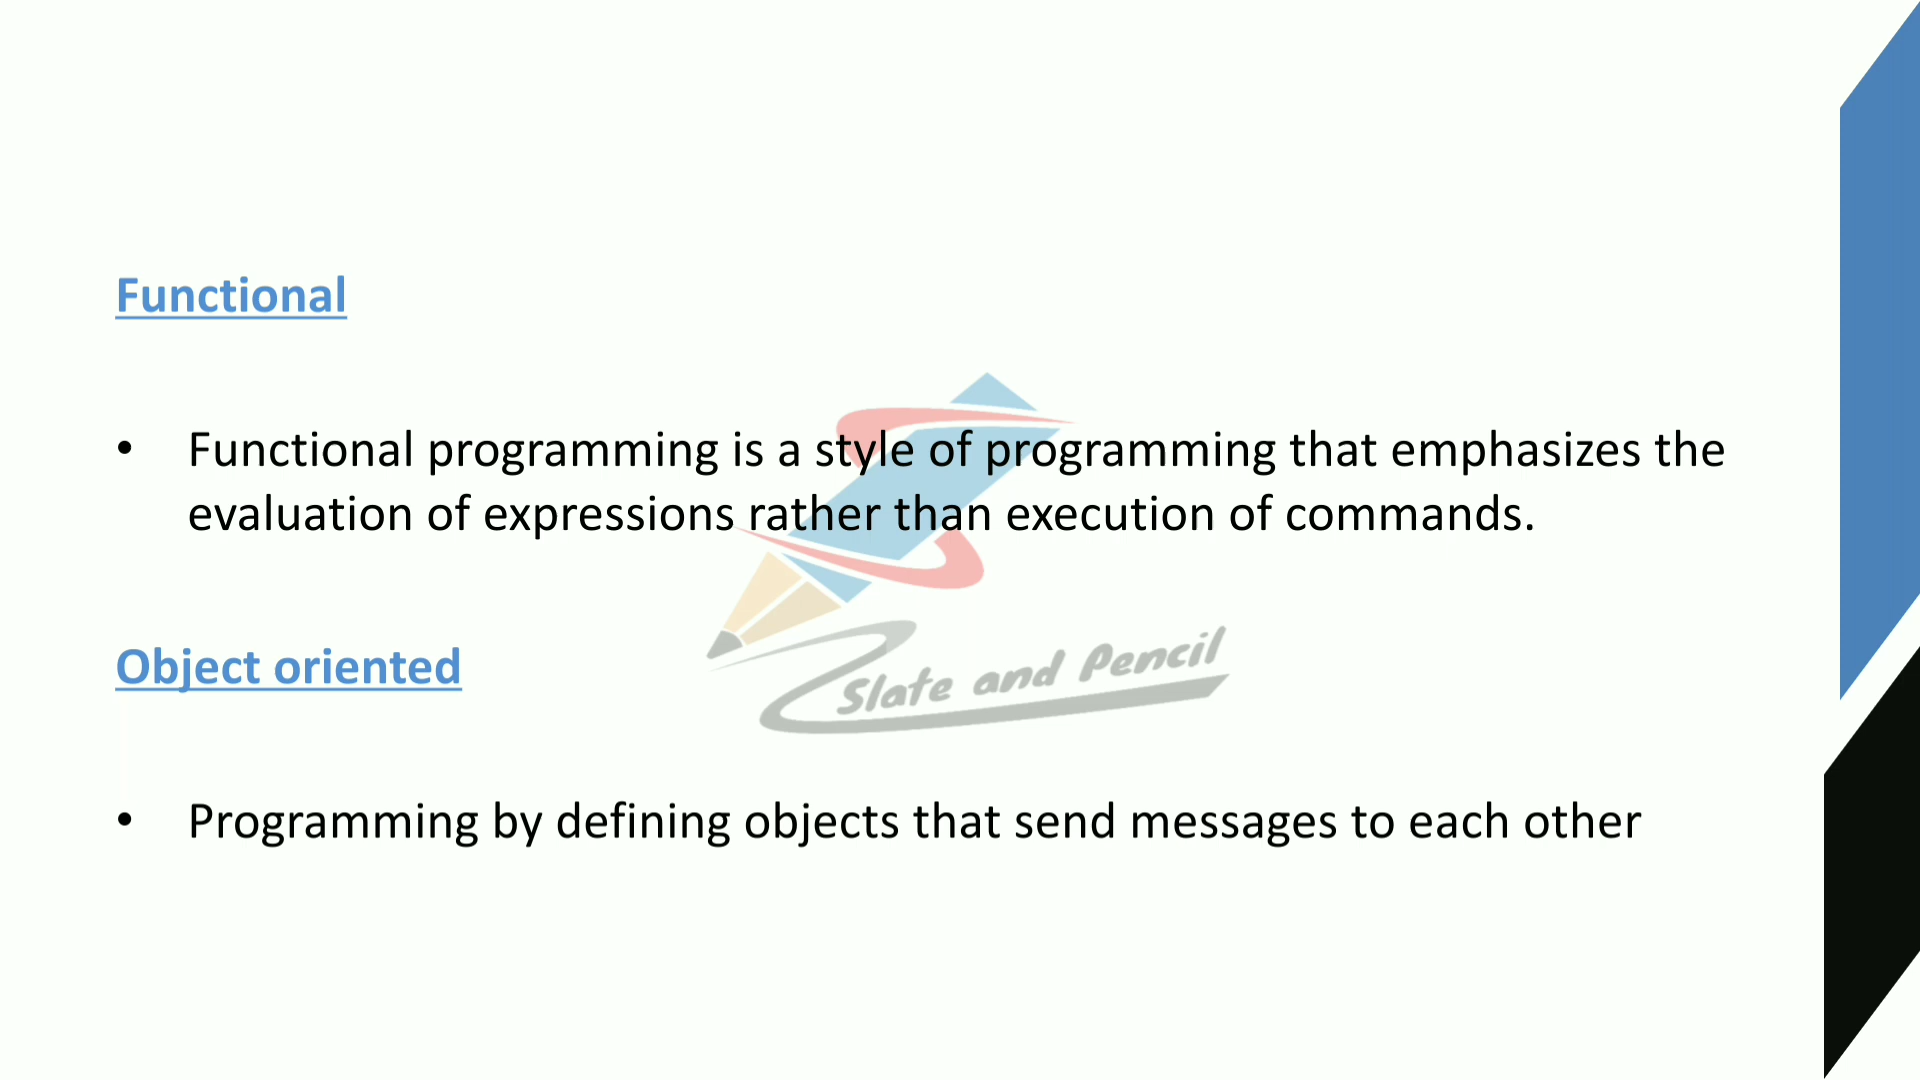 Functional
• Functional programming is a style of programming that emphasizes the
evaluation of expressions rather than execution of commands.
Object oriented
Slate and Pencil
• Programming by defining objects that send messages to each other